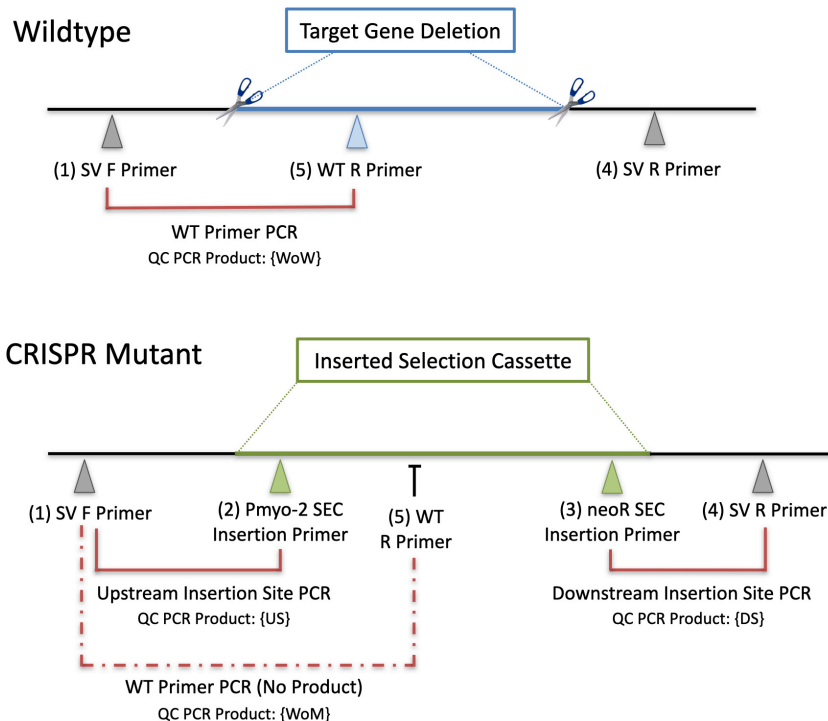 Wildtype
Target Gene Deletion
(1) SV F Primer
(5) WT R Primer
(4) SV R Primer
WT Primer PCR
QC PCR Product: {WoW}
CRISPR Mutant
Inserted Selection Cassette
(1) SV F Primer
(2) Pmyo-2 SEC
Insertion Primer
(5) WT
R Primer
(3) neoR SEC
Insertion Primer
(4) SV R Primer
Upstream Insertion Site PCR
QC PCR Product: {US}
Downstream Insertion Site PCR
QC PCR Product: {DS}
WT Primer PCR (No Product)
QC PCR Product: {WoM}